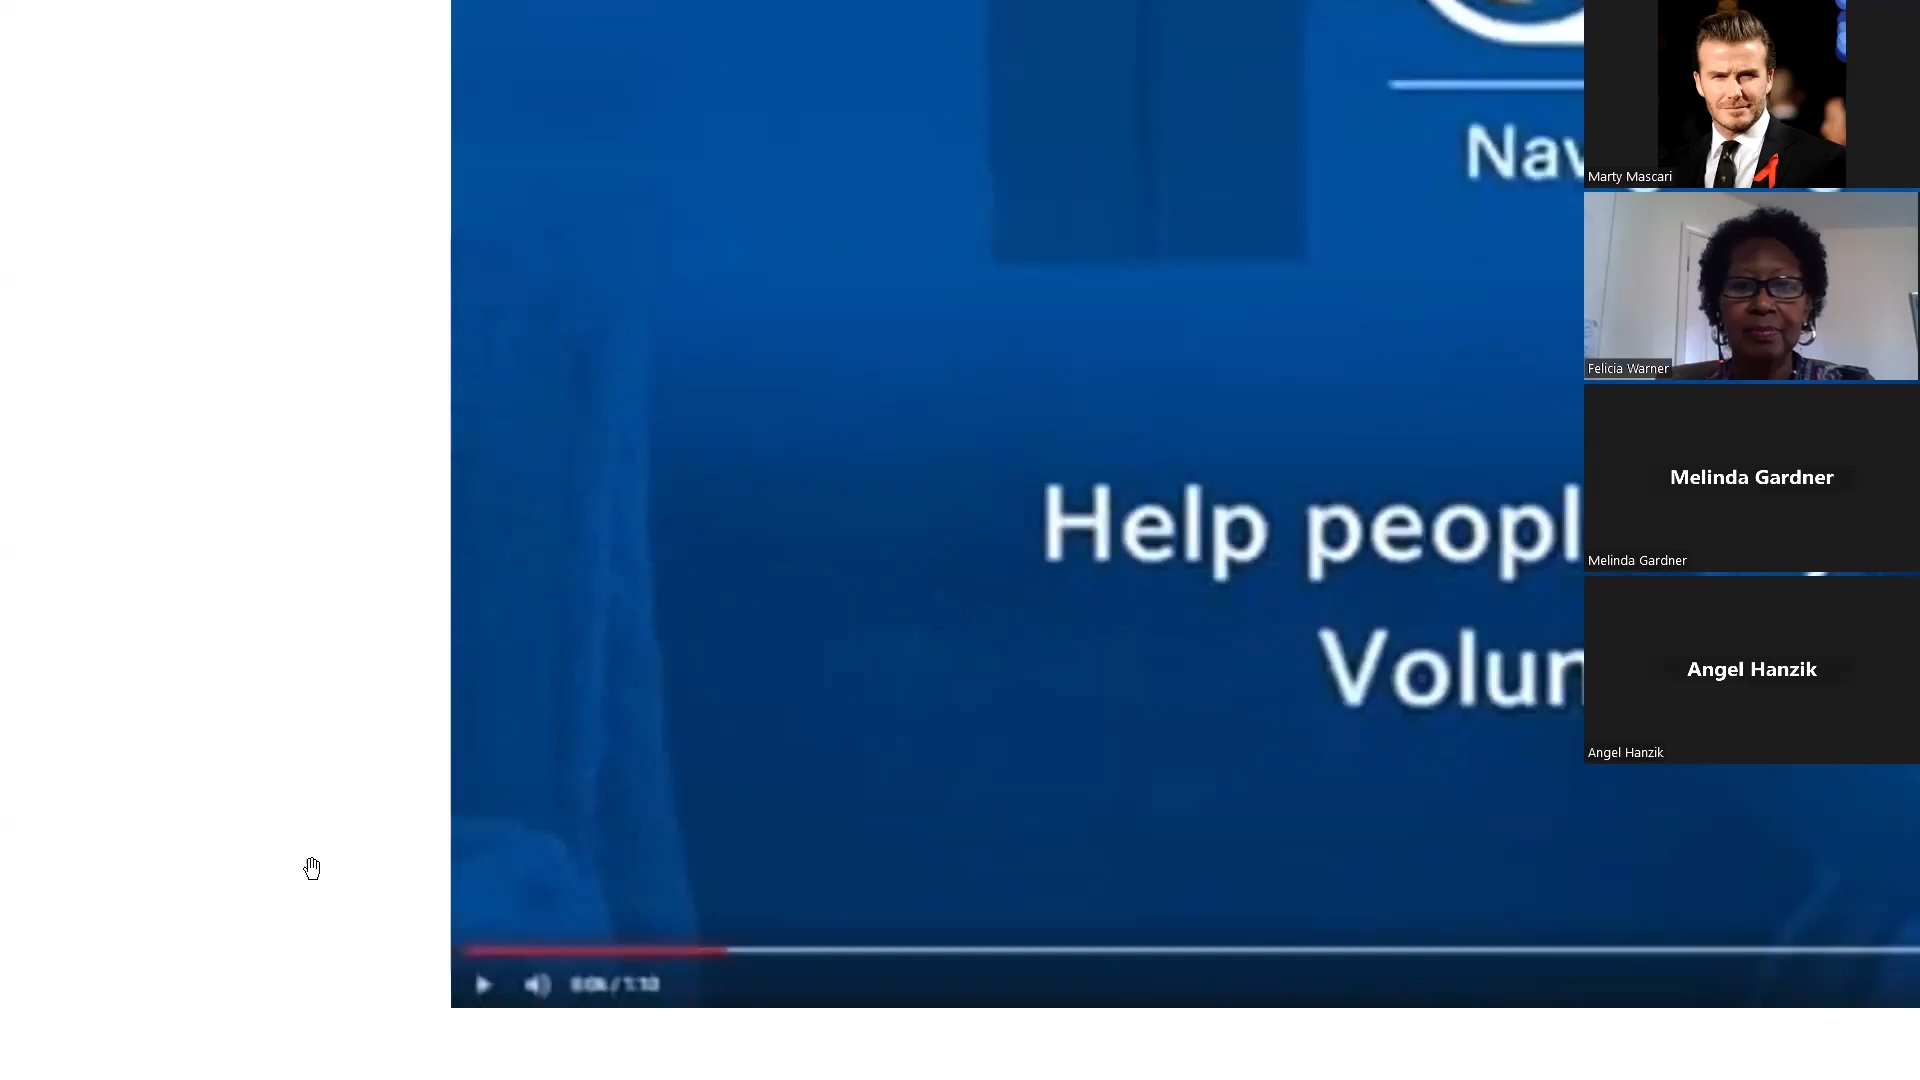 Nav
Help peopl
Volun
Marty Mascari
Felicia Warner
Melinda Gardner
Melinda Gardner
Angel Hanzik
Angel Hanzik